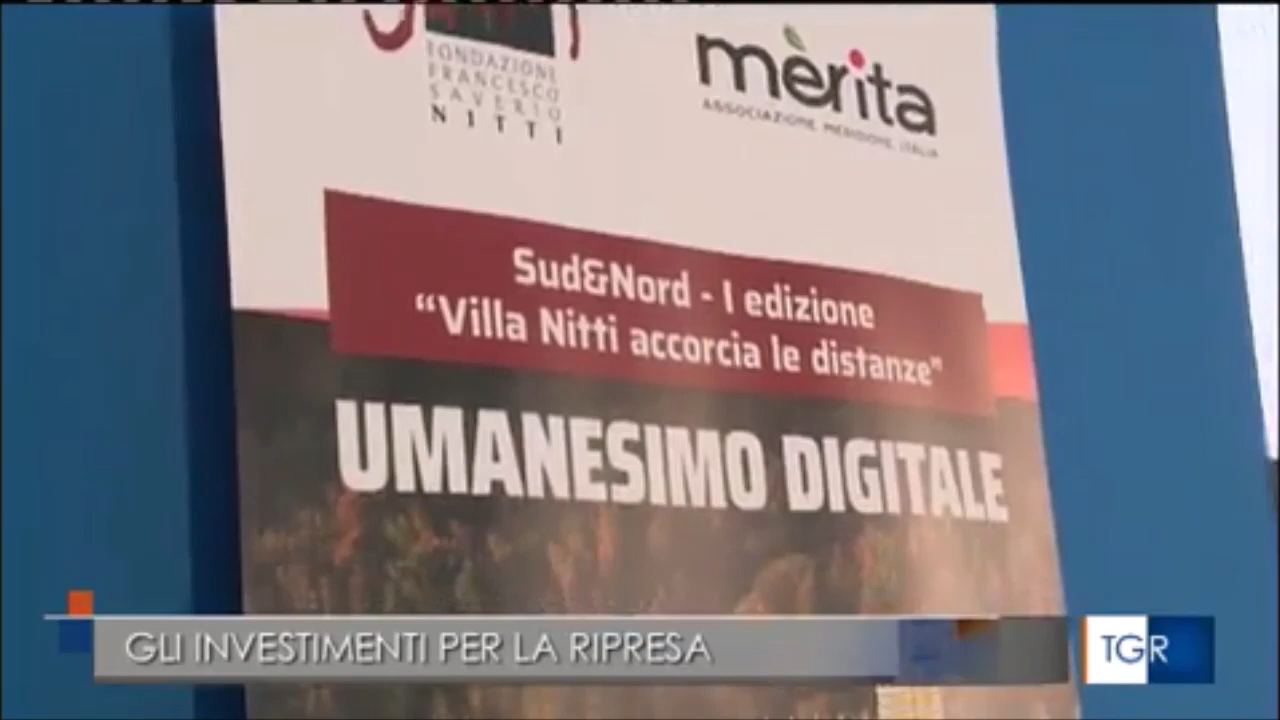 FONDAZIONE
FRANCESCO
SAVERIO
NITTI
mèrita
ASSOCIAZIONE MERIDIONE ITALIA
Sud&Nord - I edizione
“Villa Nitti accorcia le distanze”
UMANESIMO DIGITALE
GLI INVESTIMENTI PER LA RIPRESA
TGR